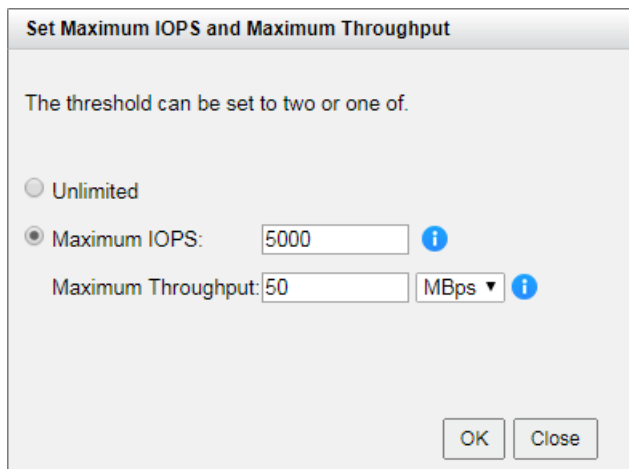 Set Maximum IOPS and Maximum Throughput
The threshold can be set to two or one of.
Unlimited
Maximum IOPS: 5000
Maximum Throughput: 50 MBps
OK Close